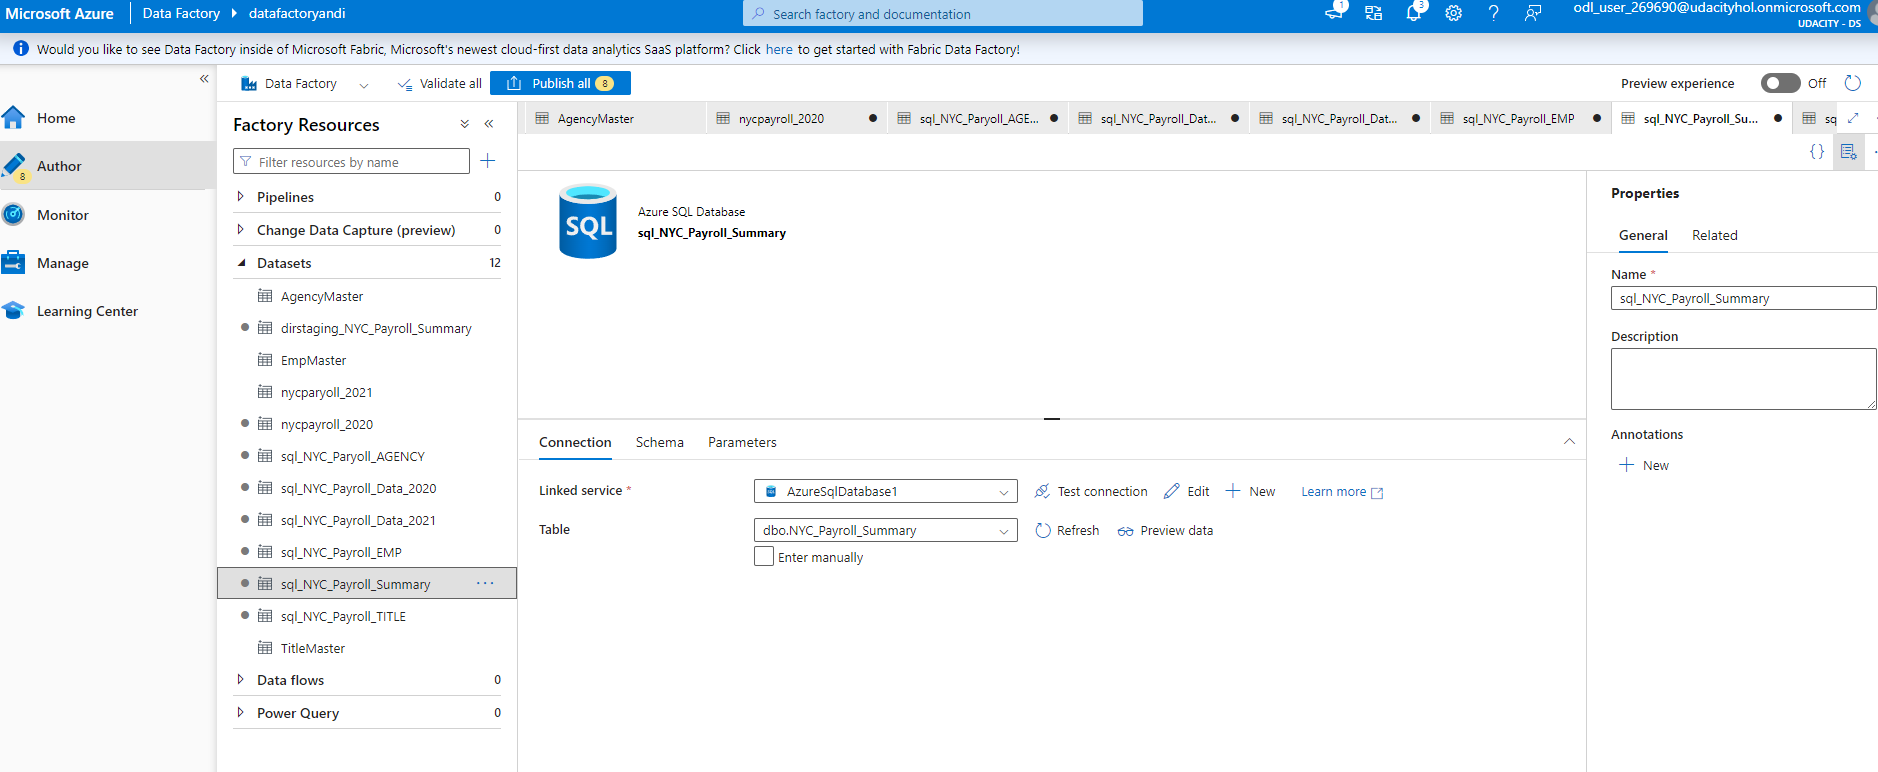 Microsoft Azure Data Factory datafactoryandi Search factory and documentation 1 3 odl_user_269690@udacityhol.onmicrosoft.com
UDACITY - DS
Would you like to see Data Factory inside of Microsoft Fabric, Microsoft's newest cloud-first data analytics SaaS platform? Click here to get started with Fabric Data Factory!
Data Factory Validate all Publish all 8 Preview experience Off
Home
Author
8
Monitor
Manage
Learning Center
Factory Resources
Filter resources by name
Pipelines 0
Change Data Capture (preview) 0
Datasets 12
AgencyMaster
dirstaging_NYC_Payroll_Summary
EmpMaster
nycparyoll_2021
nycpayroll_2020
sql_NYC_Paryoll_AGENCY
sql_NYC_Payroll_Data_2020
sql_NYC_Payroll_Data_2021
sql_NYC_Payroll_EMP
sql_NYC_Payroll_Summary ...
sql_NYC_Payroll_TITLE
TitleMaster
Data flows 0
Power Query 0
AgencyMaster nycpayroll_2020 sql_NYC_Paryoll_AGE... sql_NYC_Payroll_Dat... sql_NYC_Payroll_Dat... sql_NYC_Payroll_EMP sql_NYC_Payroll_Su... sq
{}
SQL
Azure SQL Database
sql_NYC_Payroll_Summary
Connection Schema Parameters
Linked service * AzureSqlDatabase1 Test connection Edit New Learn more
Table dbo.NYC_Payroll_Summary Refresh Preview data
Enter manually
Properties
General Related
Name *
sql_NYC_Payroll_Summary
Description
Annotations
New